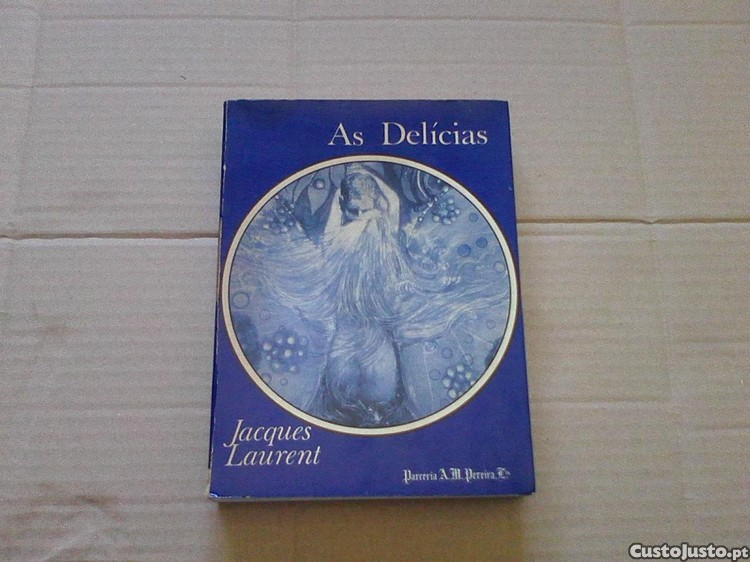 As Delícias
Jacques
Laurent
Parceria A. M. Pereira, Lda
CustoJusto.pt